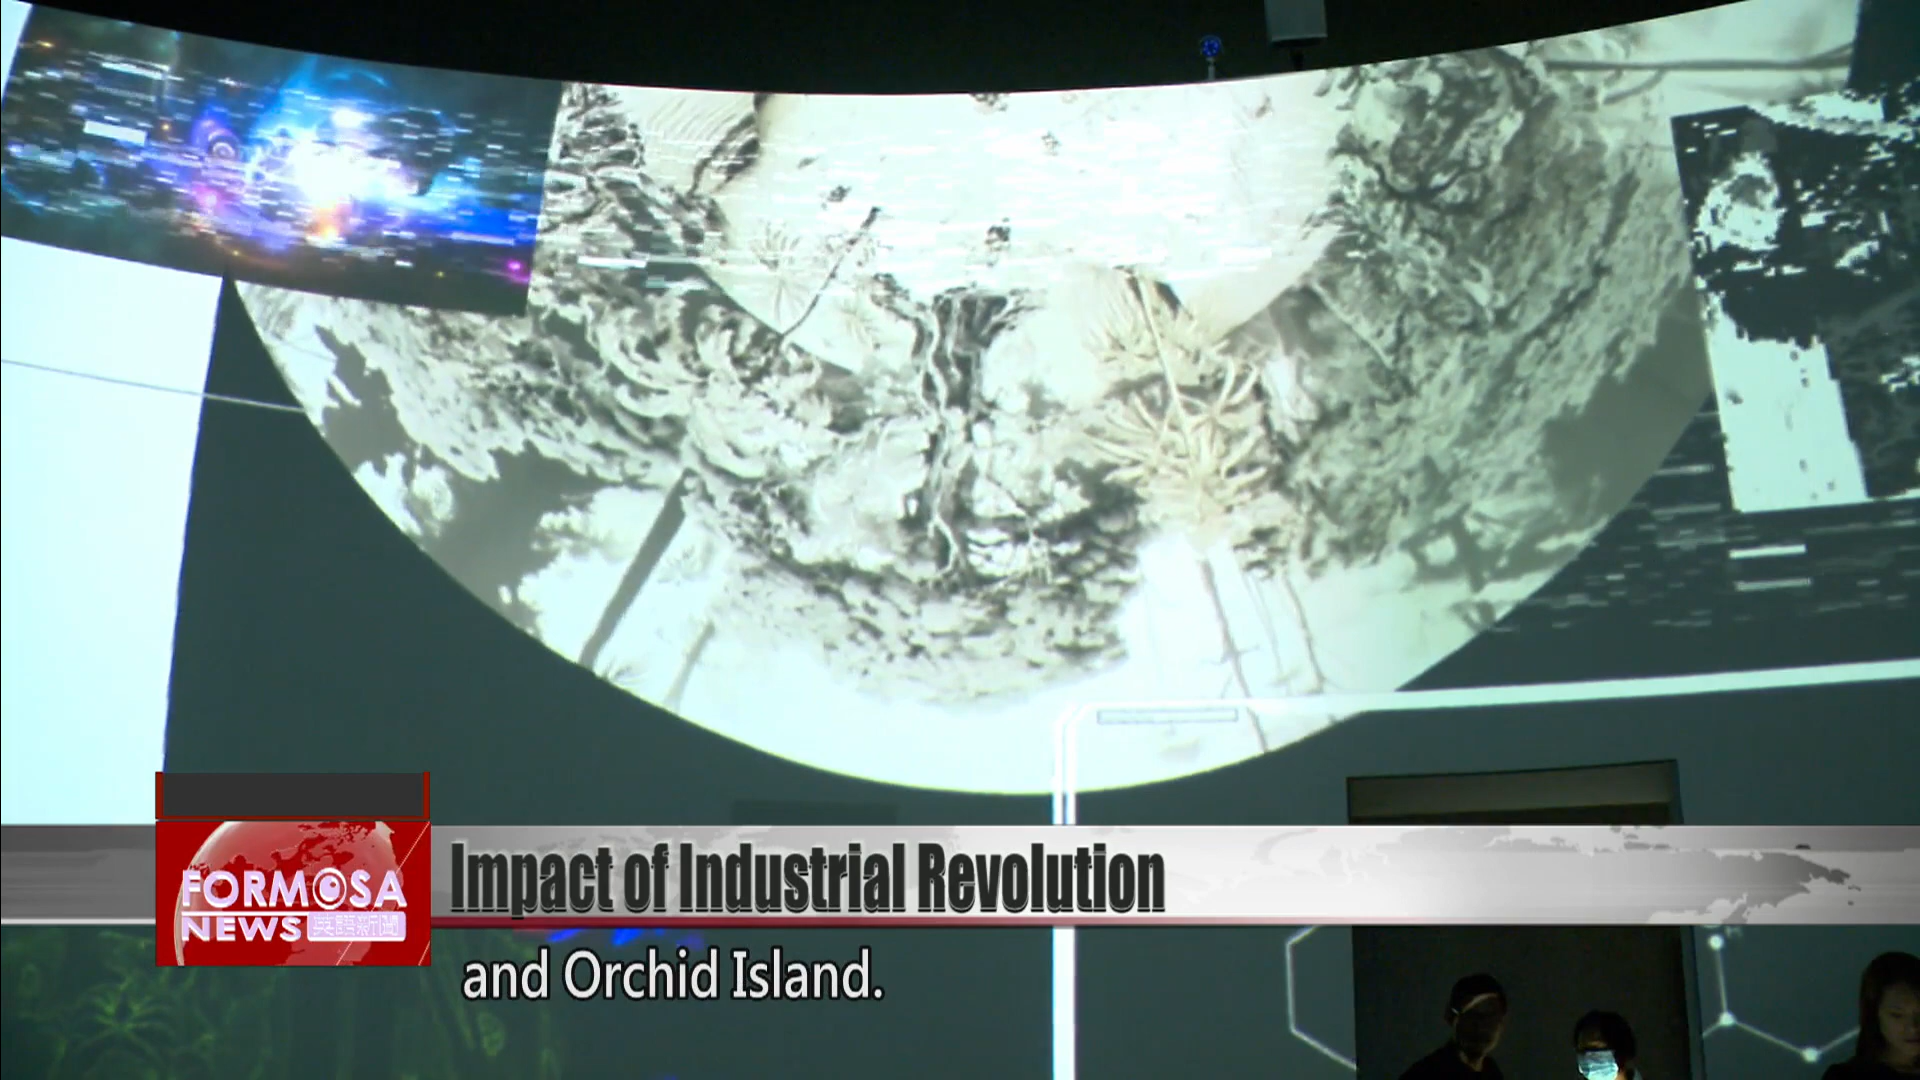 Impact of Industrial Revolution
FORMOSA
NEWS 英語新聞
and Orchid Island.